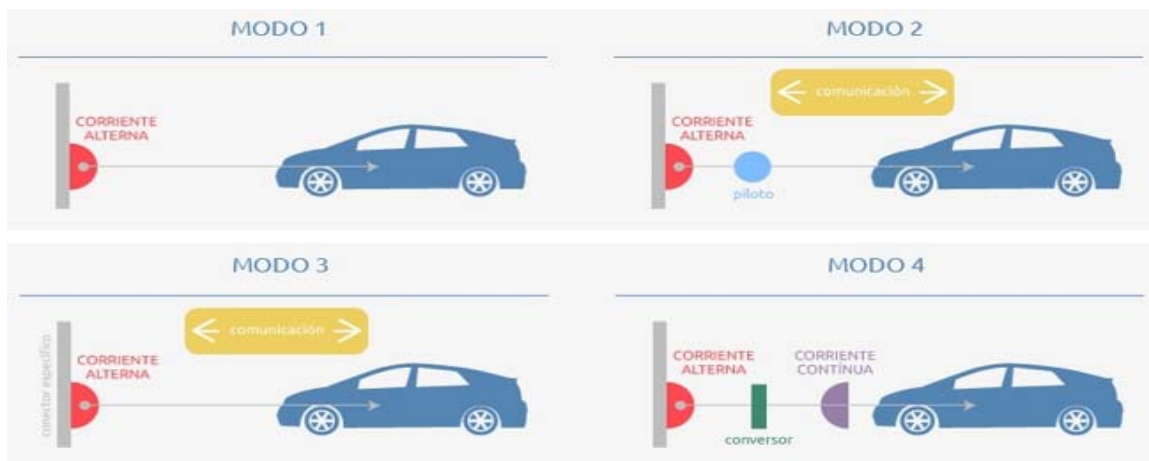 MODO 1
CORRIENTE
ALTERNA
MODO 2
comunicación
CORRIENTE
ALTERNA
piloto
MODO 3
comunicación
conector específico
CORRIENTE
ALTERNA
MODO 4
CORRIENTE
ALTERNA
CORRIENTE
CONTÍNUA
conversor